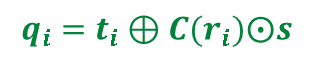 qᵢ = tᵢ ⊕ C(rᵢ)⊙s